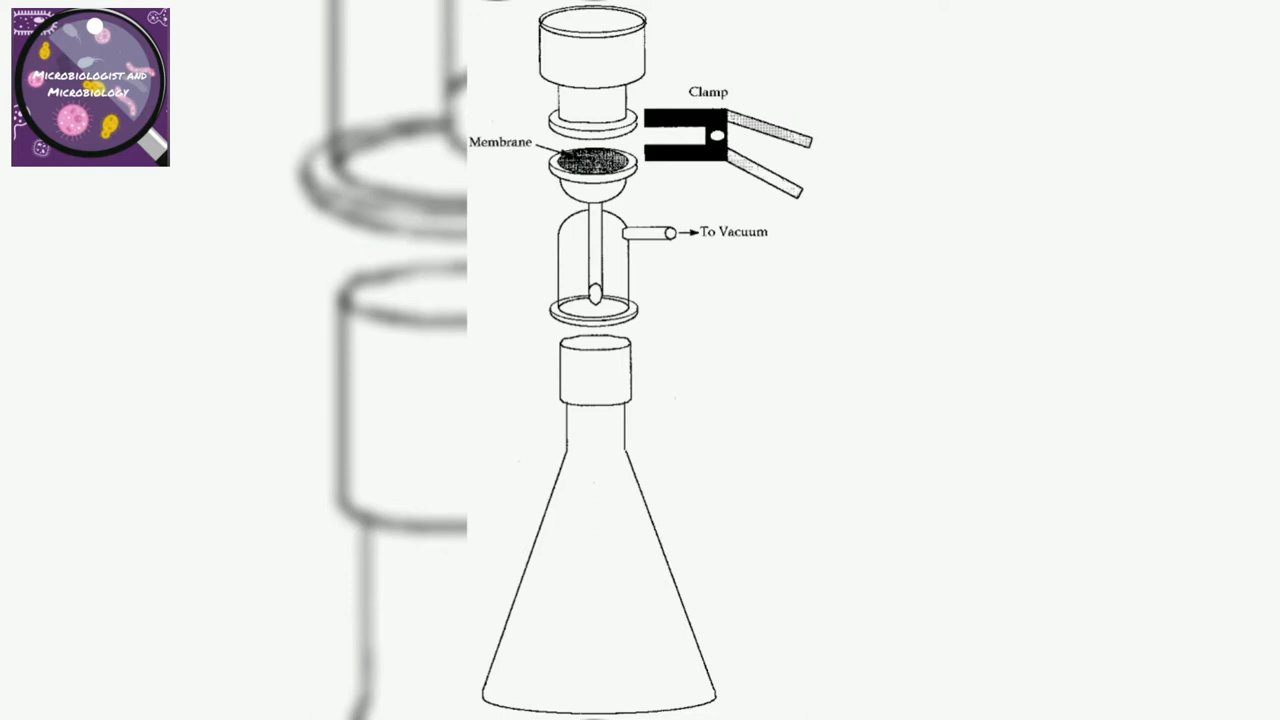 Microbiologist and
Microbiology
Clamp
Membrane
To Vacuum